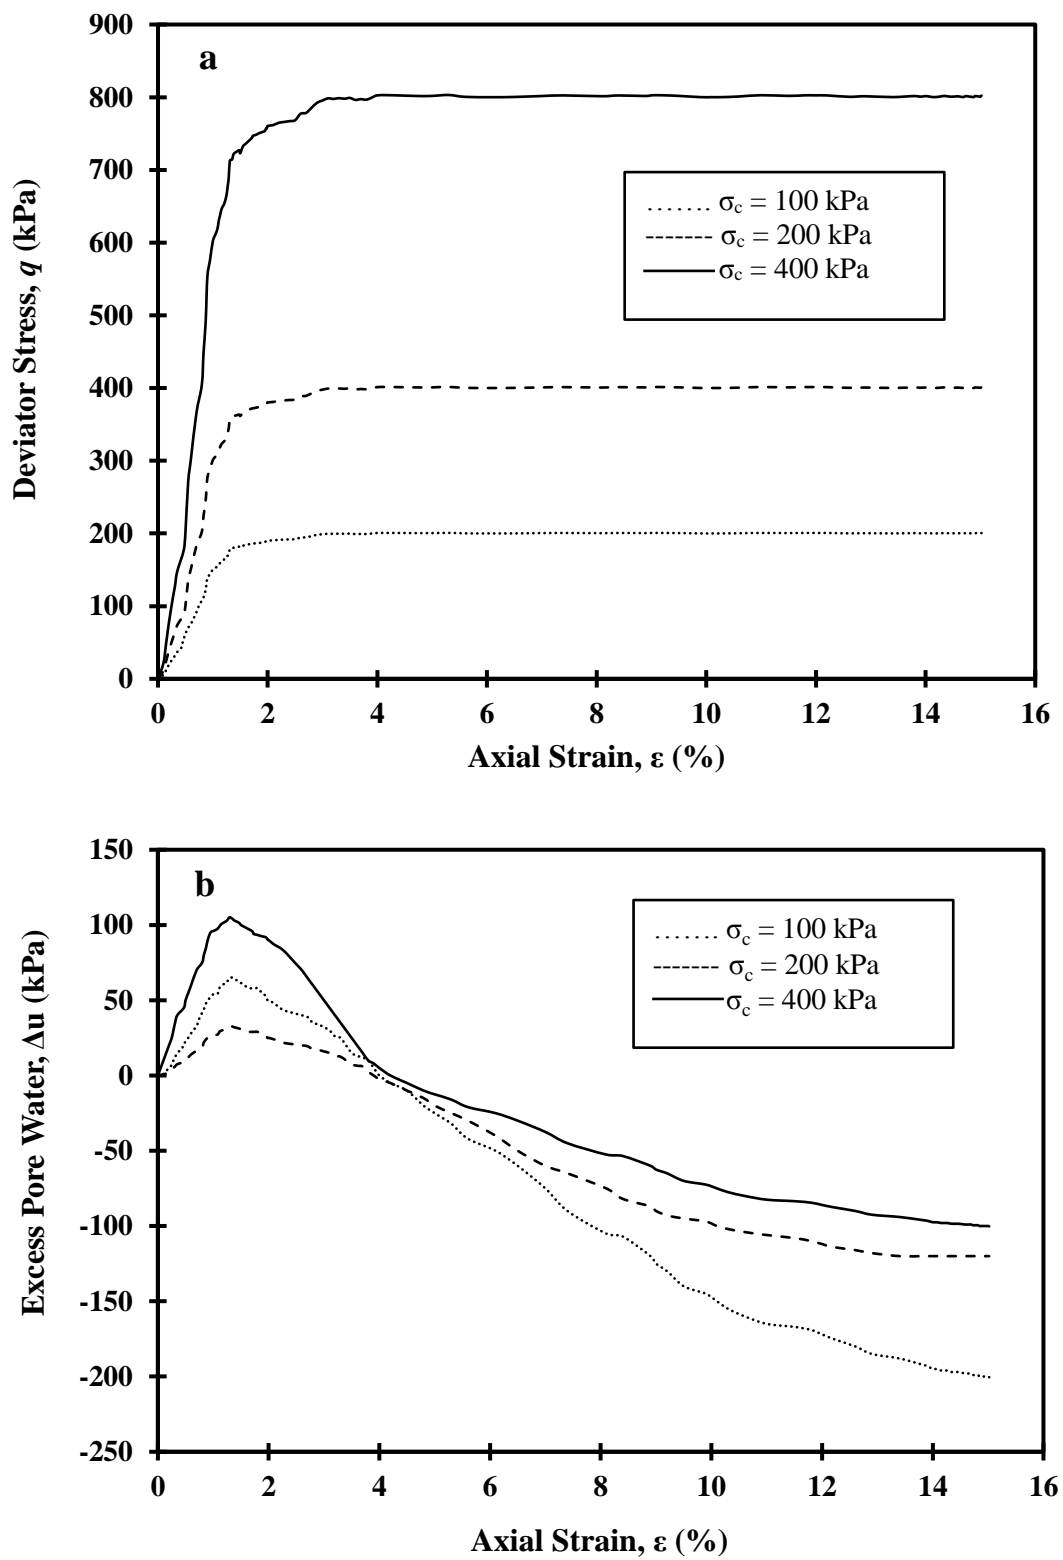 900
800
700
600
500
400
300
200
100
0
a
σc = 100 kPa
σc = 200 kPa
σc = 400 kPa
Deviator Stress, q (kPa)
0 2 4 6 8 10 12 14 16
Axial Strain, ε (%)
150
100
50
0
-50
-100
-150
-200
-250
b
σc = 100 kPa
σc = 200 kPa
σc = 400 kPa
Excess Pore Water, Δu (kPa)
0 2 4 6 8 10 12 14 16
Axial Strain, ε (%)